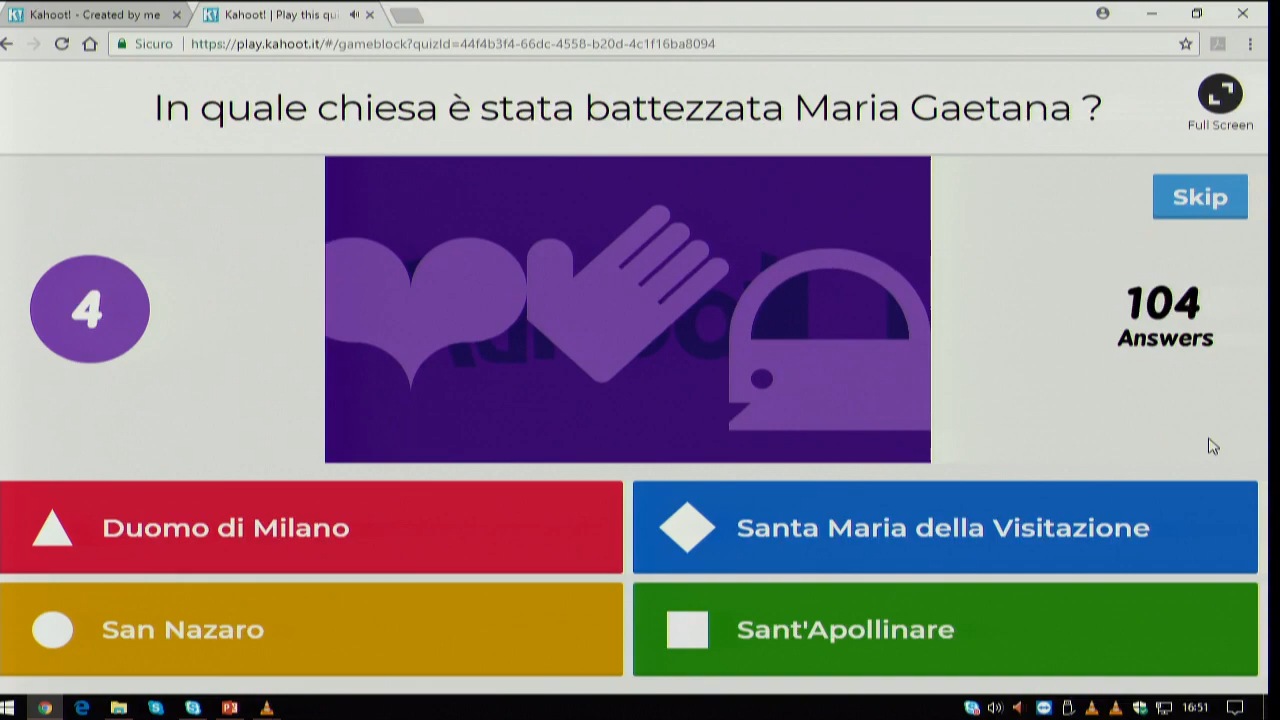 Kahoot! - Created by me
Kahoot! | Play this qui
Sicuro
https://play.kahoot.it/#/gameblock?quizId=44f4b3f4-66dc-4558-b20d-4c1f16ba8094
In quale chiesa è stata battezzata Maria Gaetana ?
Full Screen
Skip
4
104
Answers
Duomo di Milano
Santa Maria della Visitazione
San Nazaro
Sant'Apollinare
16:51